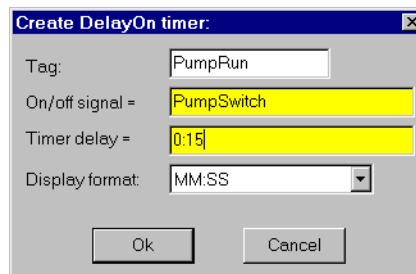 Create DelayOn timer:
Tag: PumpRun
On/off signal = PumpSwitch
Timer delay = 0:15
Display format: MM:SS
Ok Cancel